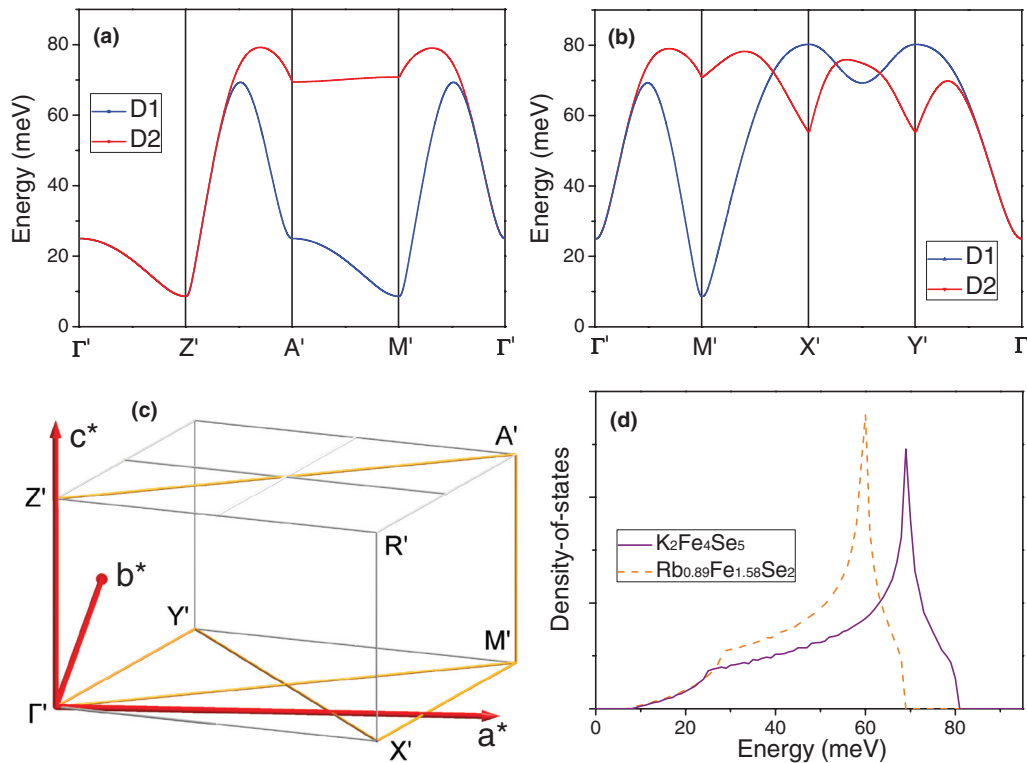 (a)
80
60
40
20
0
Energy (meV)
D1
D2
Γ' Z' A' M' Γ'
(b)
80
60
40
20
0
Energy (meV)
D1
D2
Γ' M' X' Y' Γ
(c)
c*
A'
Z'
R'
b*
Y'
M'
Γ'
a*
X'
(d)
Density-of-states
K₂Fe₄Se₅
Rb₀.₈₉Fe₁.₅₈Se₂
0 20 40 60 80
Energy (meV)